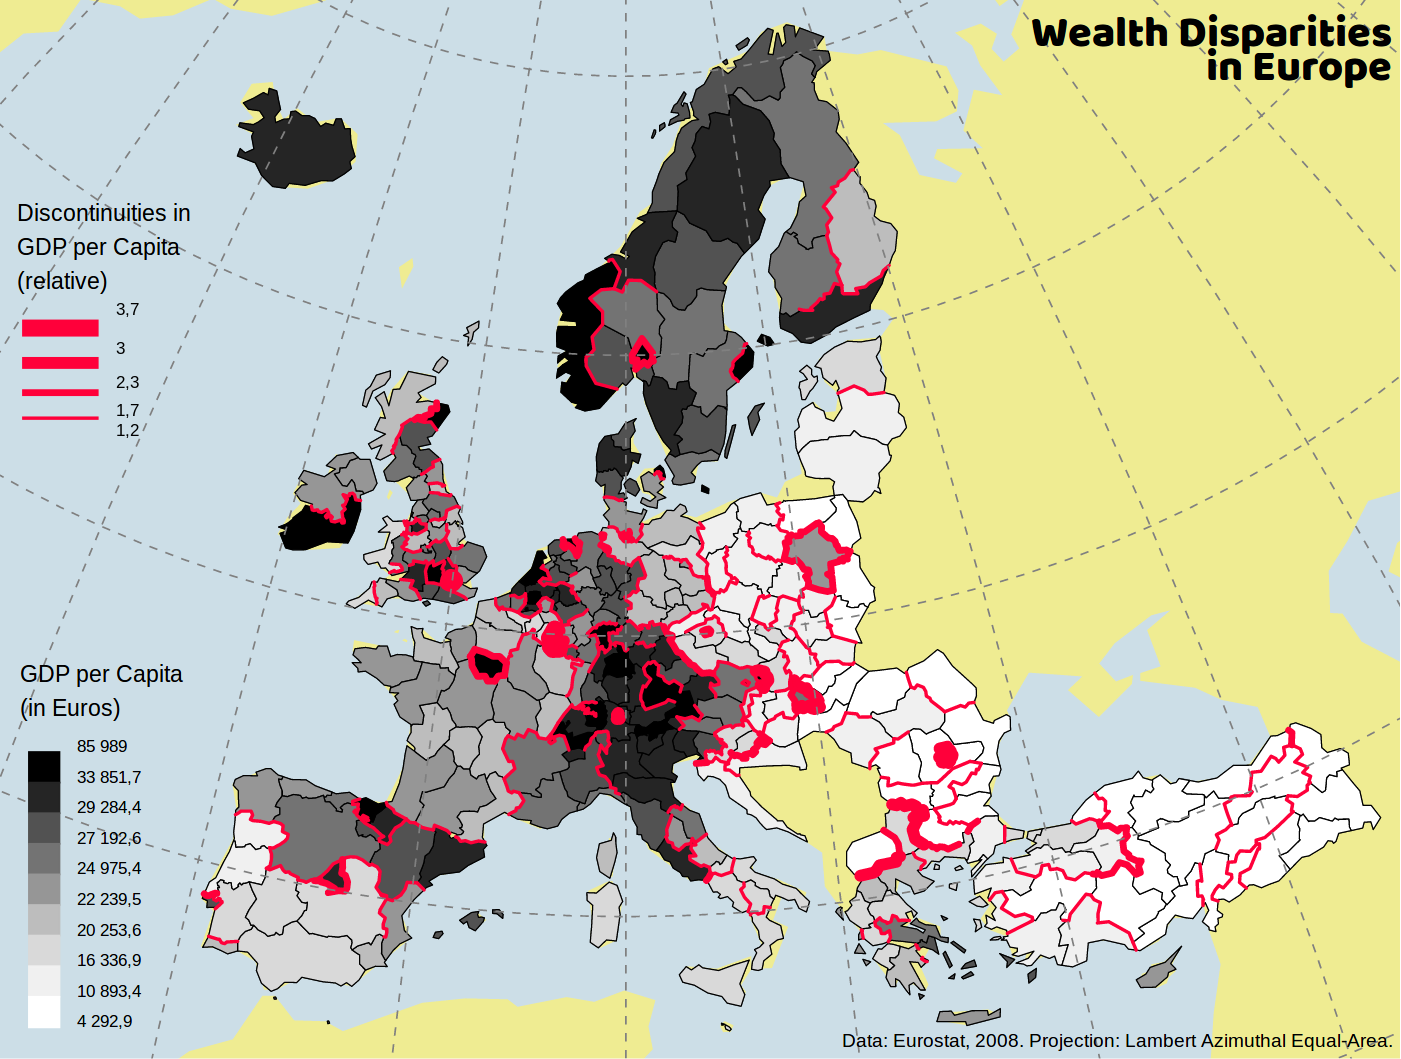 Wealth Disparities
in Europe
Discontinuities in
GDP per Capita
(relative)
3,7
3
2,3
1,7
1,2
GDP per Capita
(in Euros)
85 989
33 851,7
29 284,4
27 192,6
24 975,4
22 239,5
20 253,6
16 336,9
10 893,4
4 292,9
Data: Eurostat, 2008. Projection: Lambert Azimuthal Equal-Area.